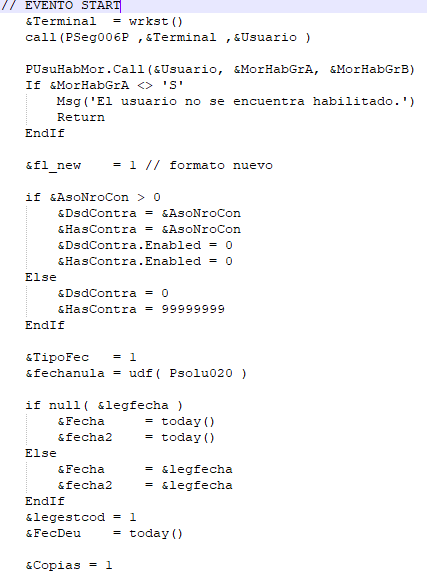 // EVENTO START
&Terminal  = wrkst()
call(PSeg006P ,&Terminal ,&Usuario )
PUsuHabMor.Call(&Usuario, &MorHabGrA, &MorHabGrB)
If &MorHabGrA <> 'S'
Msg('El usuario no se encuentra habilitado.')
Return
EndIf
&fl_new    = 1 // formato nuevo
if &AsoNroCon > 0
&DsdContra = &AsoNroCon
&HasContra = &AsoNroCon
&DsdContra.Enabled = 0
&HasContra.Enabled = 0
Else
&DsdContra = 0
&HasContra = 99999999
EndIf
&TipoFec   = 1
&fechanula = udf( Psolu020 )
if null( &legfecha )
&Fecha     = today()
&fecha2    = today()
Else
&Fecha     = &legfecha
&fecha2    = &legfecha
EndIf
&legestcod = 1
&FecDeu    = today()
&Copias = 1